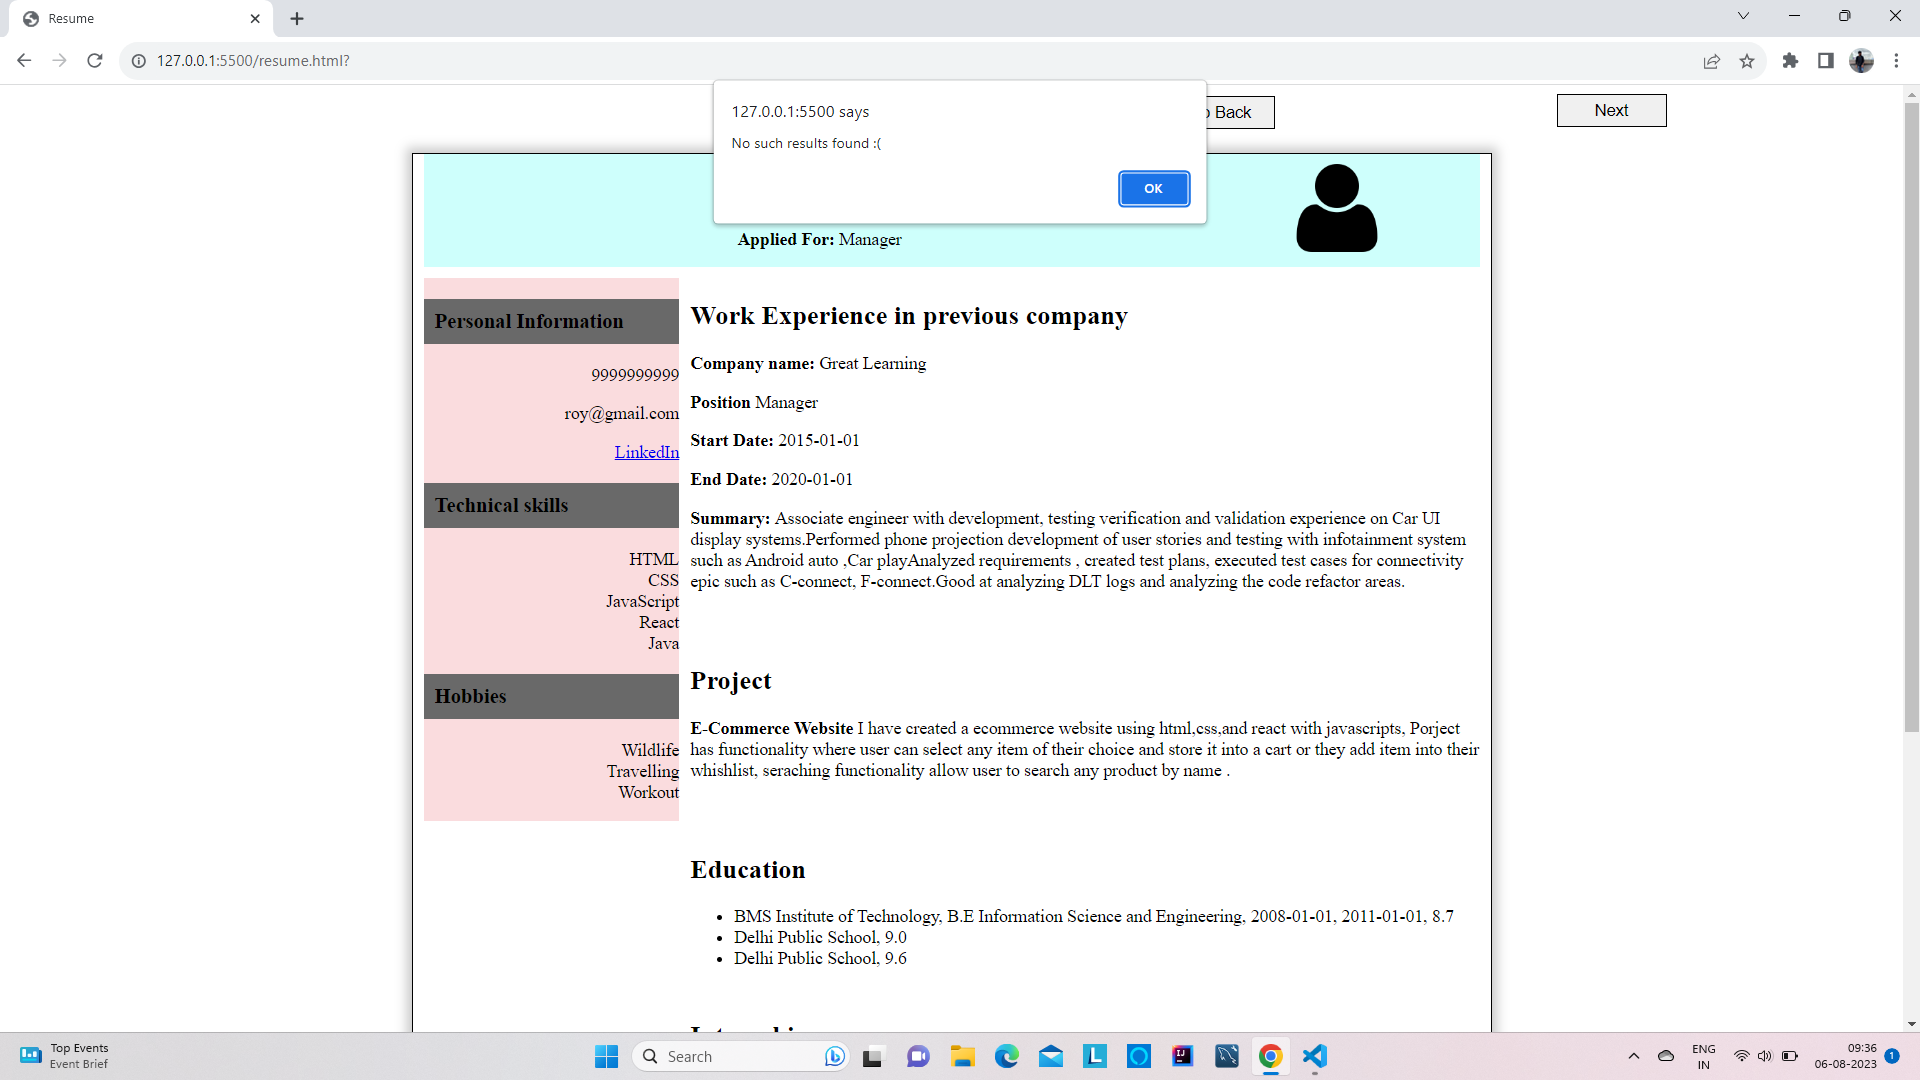 Resume
127.0.0.1:5500/resume.html?
127.0.0.1:5500 says
No such results found :(
OK
Back
Next
Applied For: Manager
Personal Information
9999999999
roy@gmail.com
LinkedIn
Technical skills
HTML
CSS
JavaScript
React
Java
Hobbies
Wildlife
Travelling
Workout
Work Experience in previous company
Company name: Great Learning
Position Manager
Start Date: 2015-01-01
End Date: 2020-01-01
Summary: Associate engineer with development, testing verification and validation experience on Car UI
display systems.Performed phone projection development of user stories and testing with infotainment system
such as Android auto ,Car playAnalyzed requirements , created test plans, executed test cases for connectivity
epic such as C-connect, F-connect.Good at analyzing DLT logs and analyzing the code refactor areas.
Project
E-Commerce Website I have created a ecommerce website using html,css,and react with javascripts, Porject
has functionality where user can select any item of their choice and store it into a cart or they add item into their
whishlist, seraching functionality allow user to search any product by name .
Education
BMS Institute of Technology, B.E Information Science and Engineering, 2008-01-01, 2011-01-01, 8.7
Delhi Public School, 9.0
Delhi Public School, 9.6
Top Events
Event Brief
Search
L
IJ
ENG
IN
09:36
06-08-2023
1